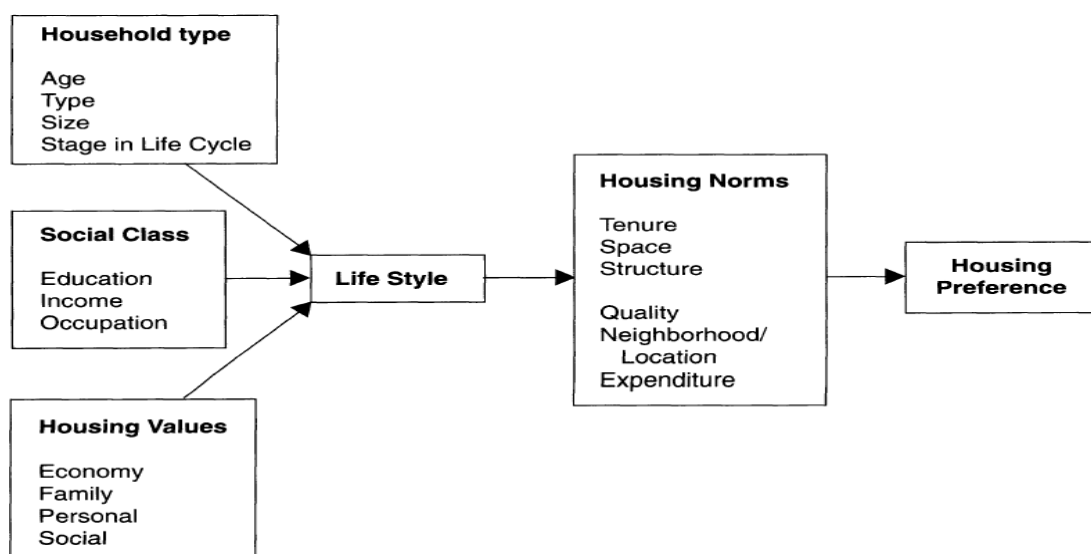 Household type
Age
Type
Size
Stage in Life Cycle
Social Class
Education
Income
Occupation
Housing Values
Economy
Family
Personal
Social
Life Style
Housing Norms
Tenure
Space
Structure
Quality
Neighborhood/
Location
Expenditure
Housing
Preference